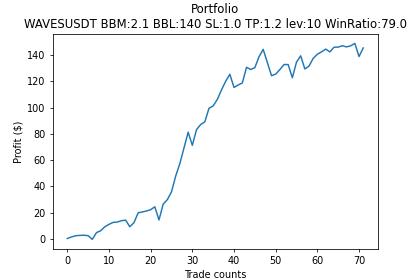 Portfolio
WAVESUSDT BBM:2.1 BBL:140 SL:1.0 TP:1.2 lev:10 WinRatio:79.0
140
120
100
80
60
40
20
0
Profit ($)
0 10 20 30 40 50 60 70
Trade counts